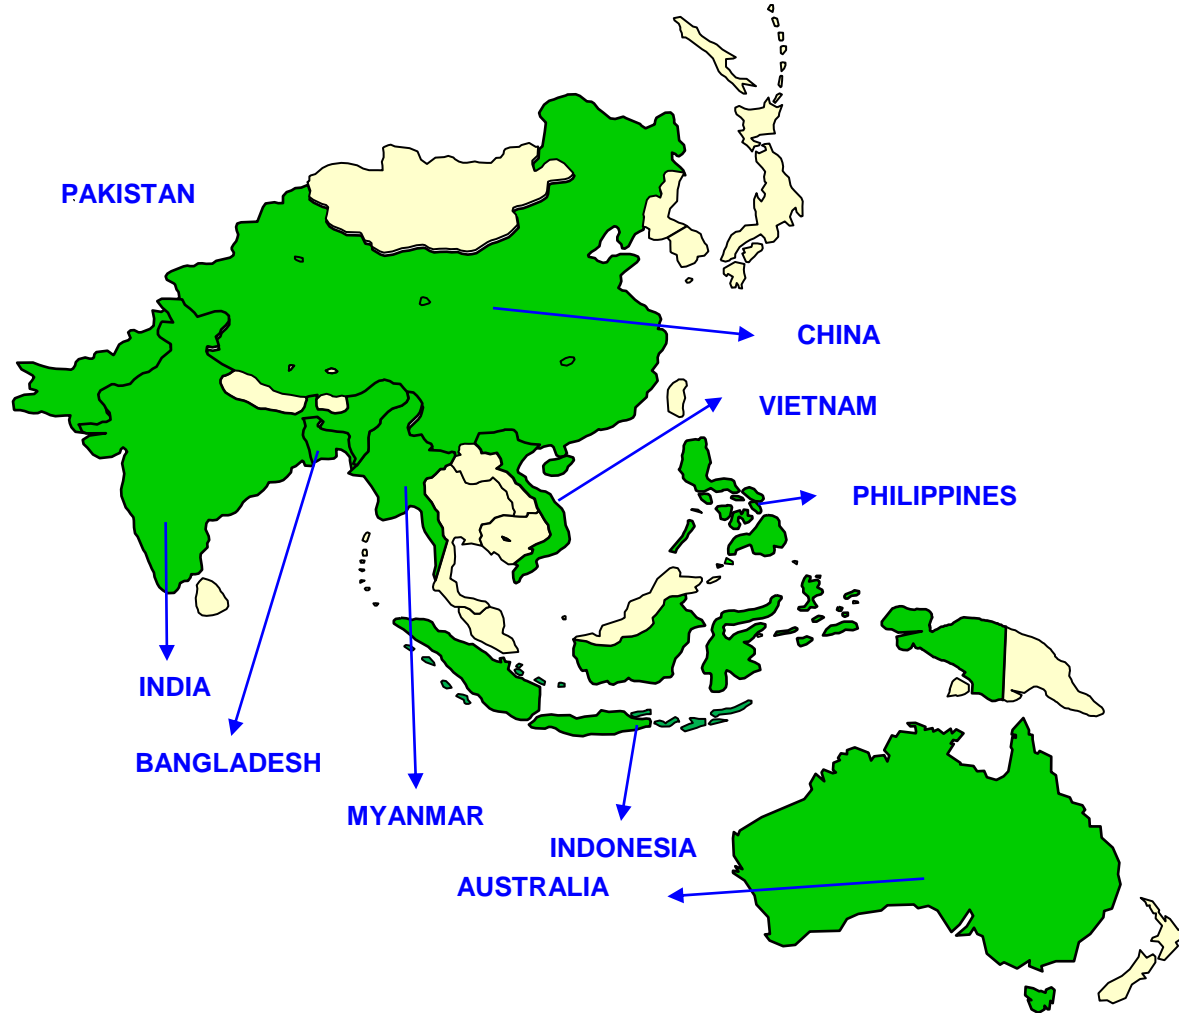 PAKISTAN
CHINA
VIETNAM
PHILIPPINES
INDIA
BANGLADESH
MYANMAR
INDONESIA
AUSTRALIA